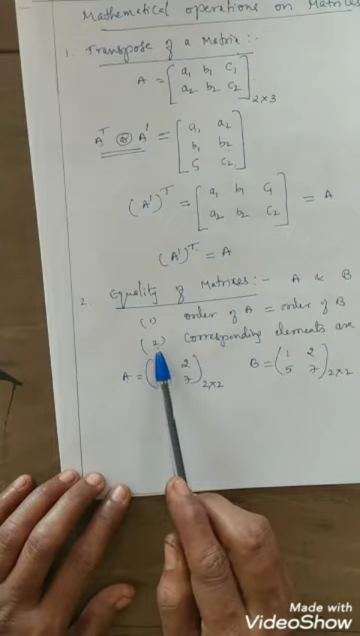 Mathematical operations on Matrices
1. Transpose of a Matrix :-
A = [ a₁ b₁ c₁
a₂ b₂ c₂ ] 2×3
Aᵀ or A' = [ a₁ a₂
b₁ b₂
c₁ c₂ ]
(A')ᵀ = [ a₁ b₁ c₁
a₂ b₂ c₂ ] = A
(A')ᵀ = A
2. Equality of Matrices :- A & B
(1) order of A = order of B
(2) Corresponding elements are
A = ( 2
7 ) 2×2 B = ( 1 2
5 7 ) 2×2
Made with
VideoShow